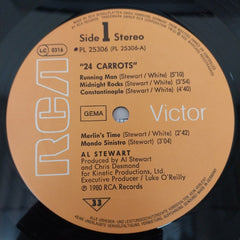 Side 1 Stereo
LC 0316
PL 25306 (PL 25306-A)
"24 CARROTS"
Running Man (Stewart / White) (5'10)
Midnight Rocks (Stewart / White) (3'54)
Constantinople (Stewart / White)
RCA
Victor
GEMA
Merlin's Time (Stewart / White) (2'42)
Mondo Sinistro (Stewart) (3'04)
AL STEWART
Produced by Al Stewart
and Chris Desmond
for Kinetic Productions, Ltd.
Executive Producer / Luke O'Reilly
℗ 1980 RCA Records
33